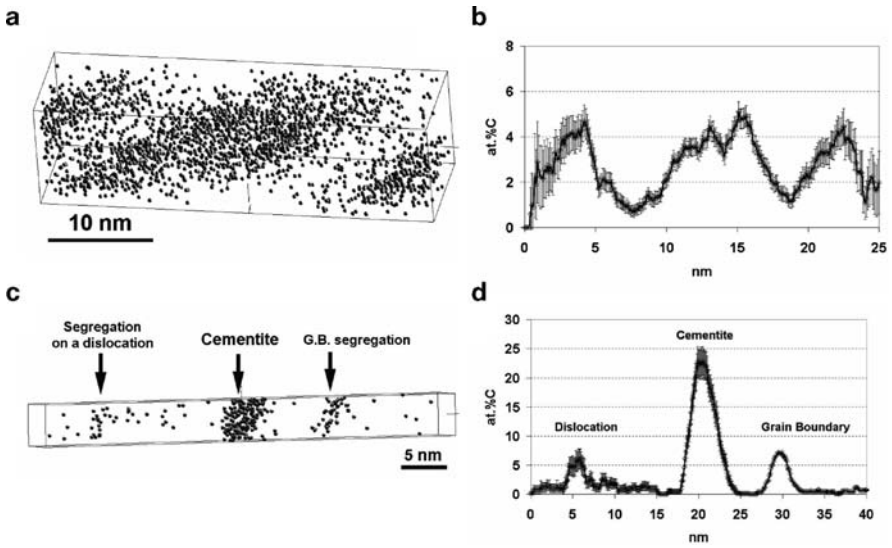 a
10 nm
b
at.%C
8
6
4
2
0
0 5 10 15 20 25
nm
c
Segregation
on a dislocation
Cementite
G.B. segregation
5 nm
d
at.%C
30
25
20
15
10
5
0
Cementite
Dislocation
Grain Boundary
0 5 10 15 20 25 30 35 40
nm